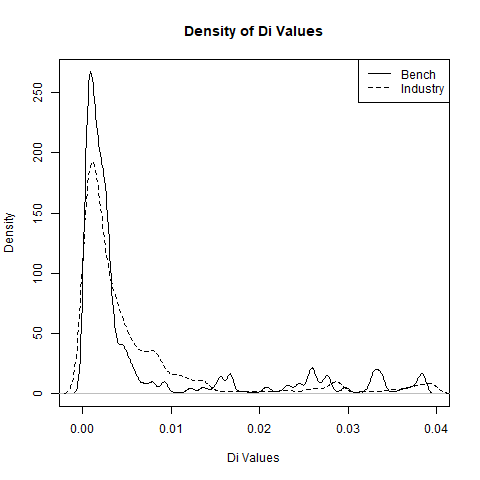 Density of Di Values
Bench
Industry
250
200
150
100
50
0
Density
0.00 0.01 0.02 0.03 0.04
Di Values